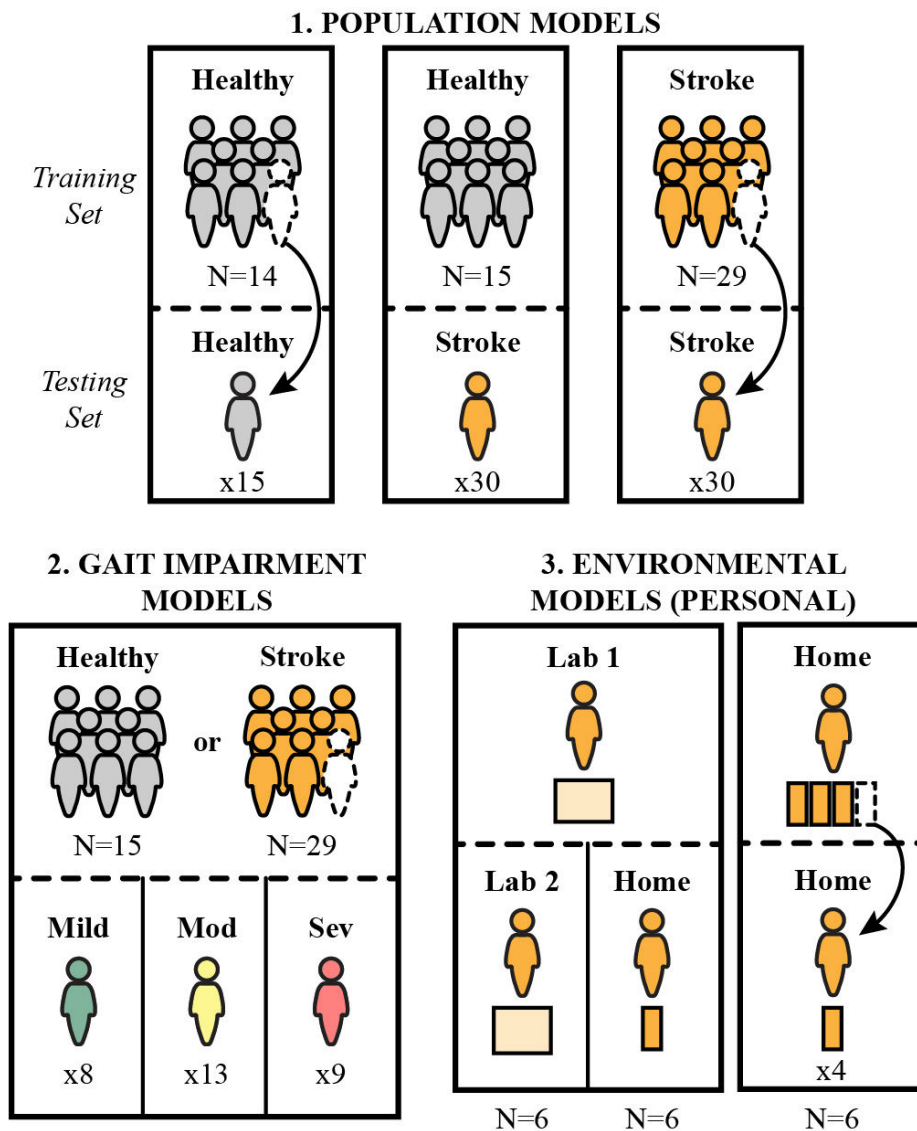 1. POPULATION MODELS
Healthy
Healthy
Stroke
Training
Set
N=14
N=15
N=29
Healthy
Stroke
Stroke
Testing
Set
x15
x30
x30
2. GAIT IMPAIRMENT
MODELS
Healthy
Stroke
or
N=15
N=29
Mild
Mod
Sev
x8
x13
x9
3. ENVIRONMENTAL
MODELS (PERSONAL)
Lab 1
Home
Lab 2
Home
Home
x4
N=6
N=6
N=6